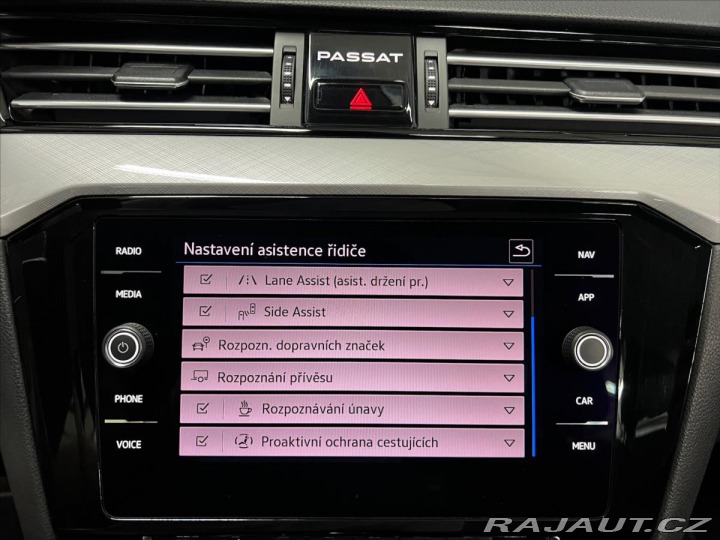 PASSAT
RADIO
MEDIA
PHONE
VOICE
Nastavení asistence řidiče
Lane Assist (asist. držení pr.)
Side Assist
Rozpozn. dopravních značek
Rozpoznání přívěsu
Rozpoznávání únavy
Proaktivní ochrana cestujících
NAV
APP
CAR
MENU
RAJAUT.CZ